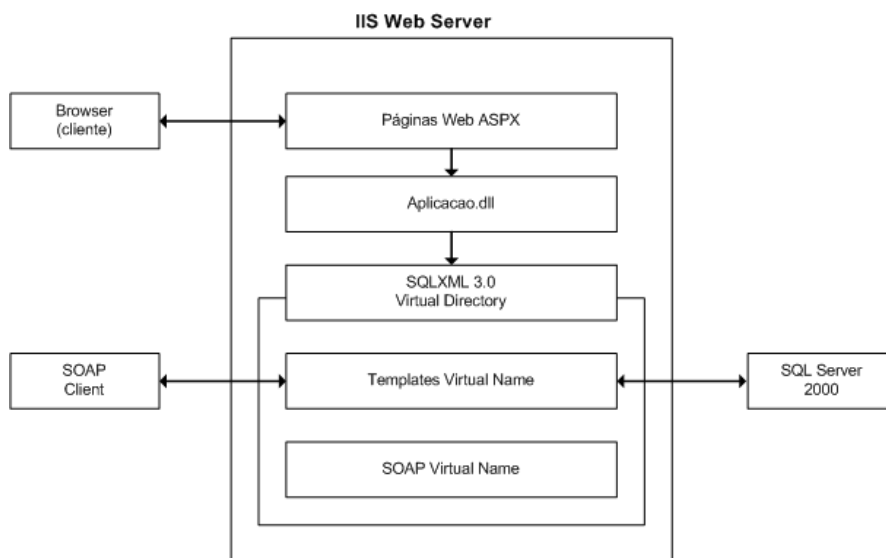 IIS Web Server
Browser
(cliente)
Páginas Web ASPX
Aplicacao.dll
SQLXML 3.0
Virtual Directory
SOAP
Client
Templates Virtual Name
SQL Server
2000
SOAP Virtual Name